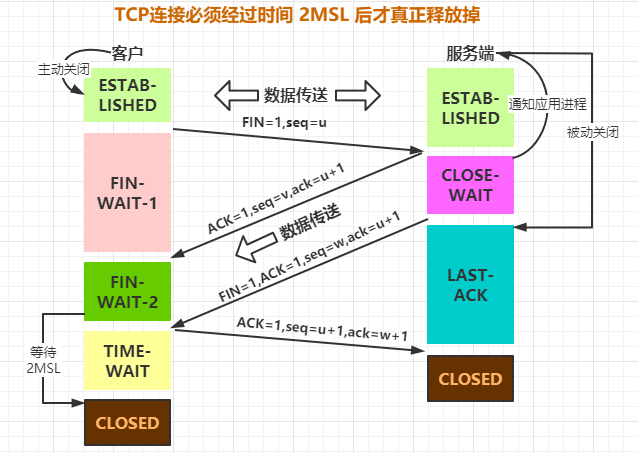 TCP连接必须经过时间 2MSL 后才真正释放掉
客户
服务端
主动关闭
ESTAB-
LISHED
数据传送
ESTAB-
LISHED
通知应用进程
被动关闭
FIN=1,seq=u
FIN-
WAIT-1
CLOSE-
WAIT
ACK=1,seq=v,ack=u+1
数据传送
FIN=1,ACK=1,seq=w,ack=u+1
FIN-
WAIT-2
LAST-
ACK
ACK=1,seq=u+1,ack=w+1
等待
2MSL
TIME-
WAIT
CLOSED
CLOSED